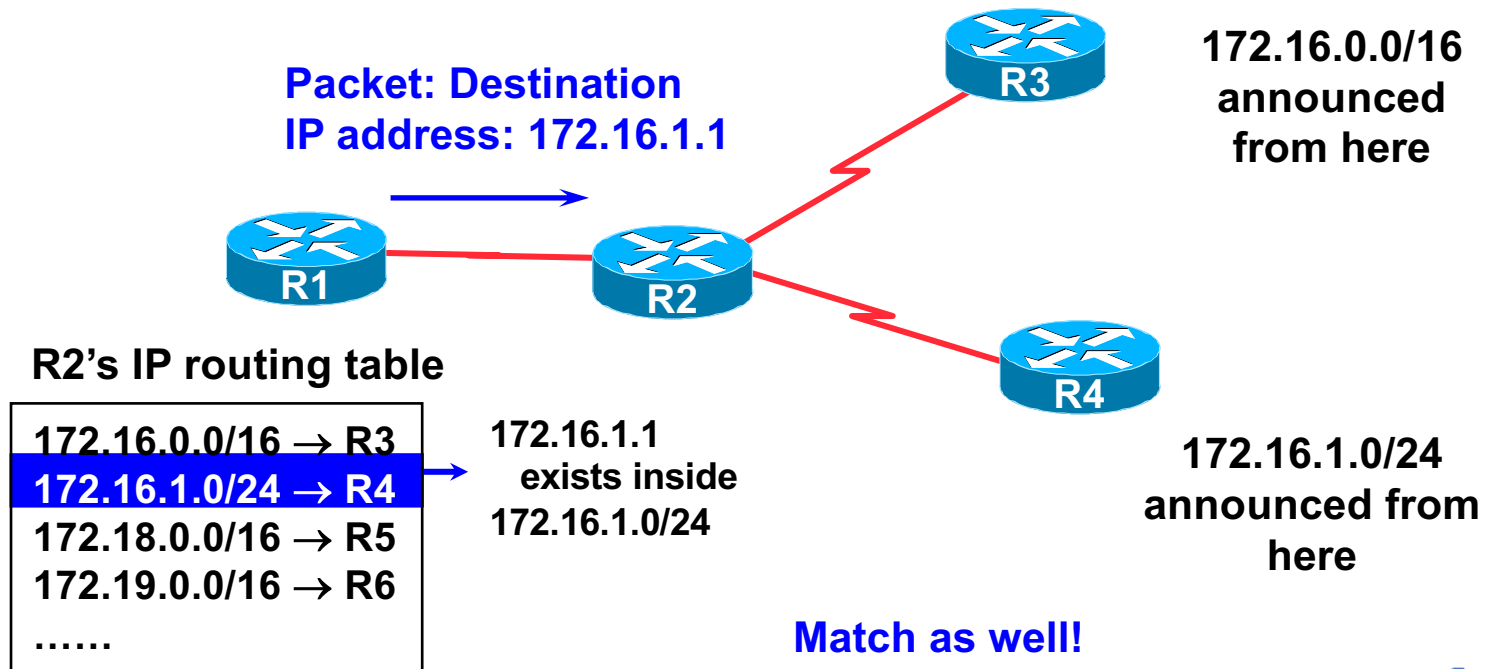 Packet: Destination
IP address: 172.16.1.1
R3
172.16.0.0/16
announced
from here
R1
R2
R4
172.16.1.0/24
announced from
here
R2’s IP routing table
172.16.0.0/16 → R3
172.16.1.0/24 → R4
172.18.0.0/16 → R5
172.19.0.0/16 → R6
......
172.16.1.1
exists inside
172.16.1.0/24
Match as well!